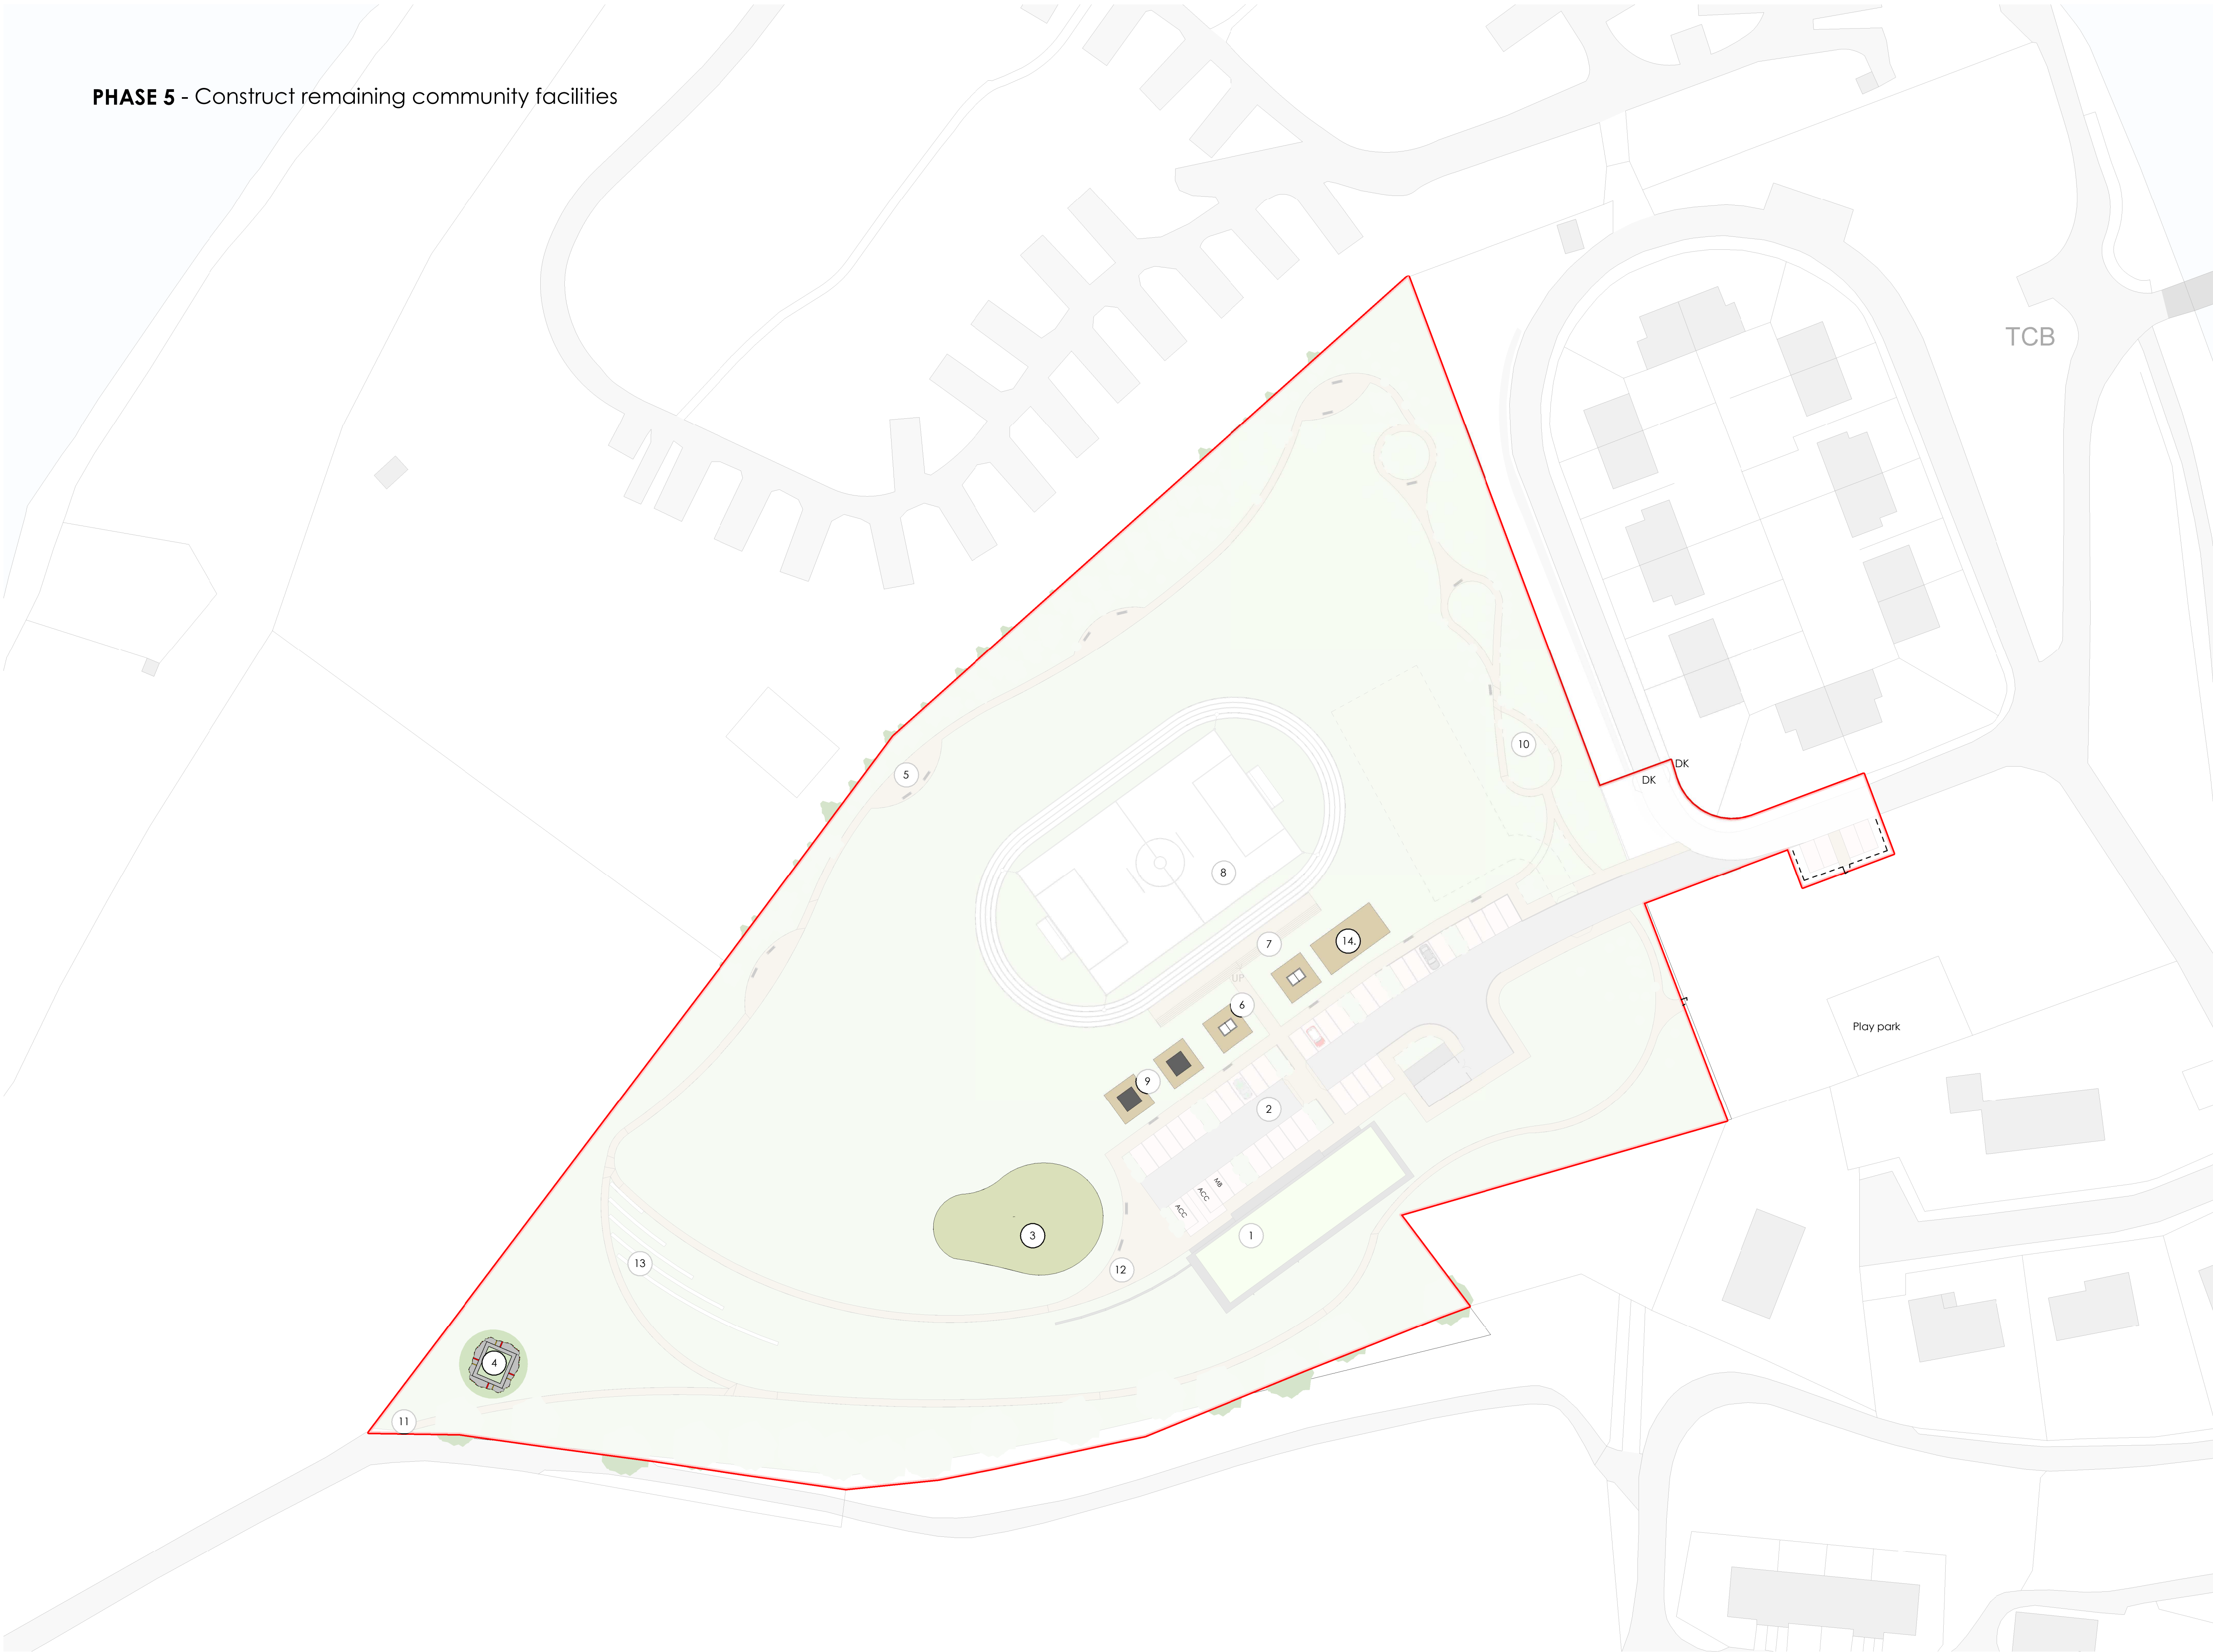 PHASE 5 - Construct remaining community facilities
TCB
10
DK
DK
5
8
14.
7
UP
6
Play park
9
2
MB
ACC
ACC
3
1
13
12
4
11